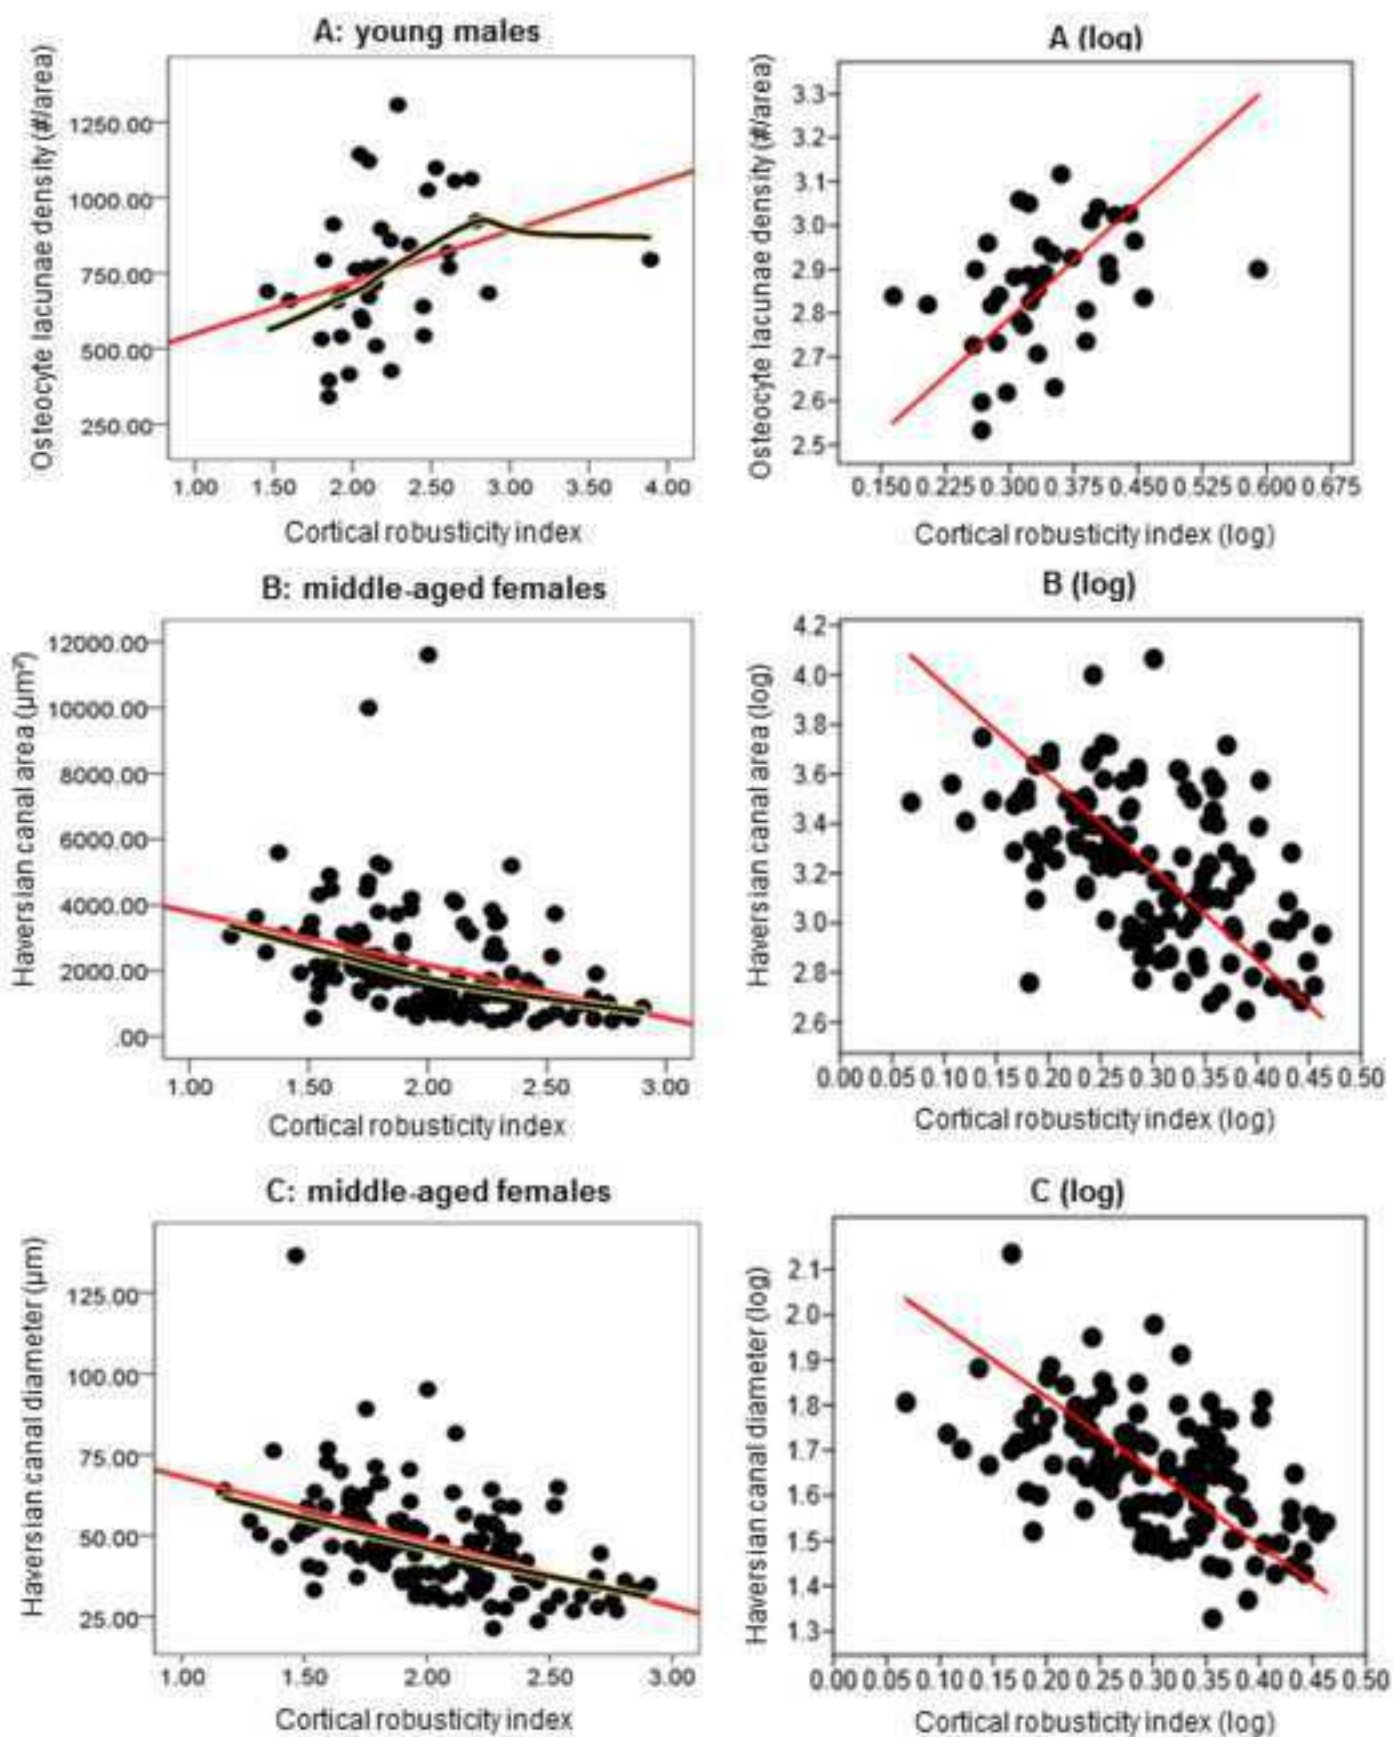 A: young males
A (log)
Osteocyte lacunae density (#/area)
1250.00
1000.00
750.00
500.00
250.00
1.00 1.50 2.00 2.50 3.00 3.50 4.00
Cortical robusticity index
Osteocyte lacunae density (#/area)
3.3
3.2
3.1
3.0
2.9
2.8
2.7
2.6
2.5
0.150 0.225 0.300 0.375 0.450 0.525 0.600 0.675
Cortical robusticity index (log)
B: middle-aged females
B (log)
Haversian canal area (µm²)
12000.00
10000.00
8000.00
6000.00
4000.00
2000.00
.00
1.00 1.50 2.00 2.50 3.00
Cortical robusticity index
Haversian canal area (log)
4.2
4.0
3.8
3.6
3.4
3.2
3.0
2.8
2.6
0.00 0.05 0.10 0.15 0.20 0.25 0.30 0.35 0.40 0.45 0.50
Cortical robusticity index (log)
C: middle-aged females
C (log)
Haversian canal diameter (µm)
125.00
100.00
75.00
50.00
25.00
1.00 1.50 2.00 2.50 3.00
Cortical robusticity index
Haversian canal diameter (log)
2.1
2.0
1.9
1.8
1.7
1.6
1.5
1.4
1.3
0.00 0.05 0.10 0.15 0.20 0.25 0.30 0.35 0.40 0.45 0.50
Cortical robusticity index (log)